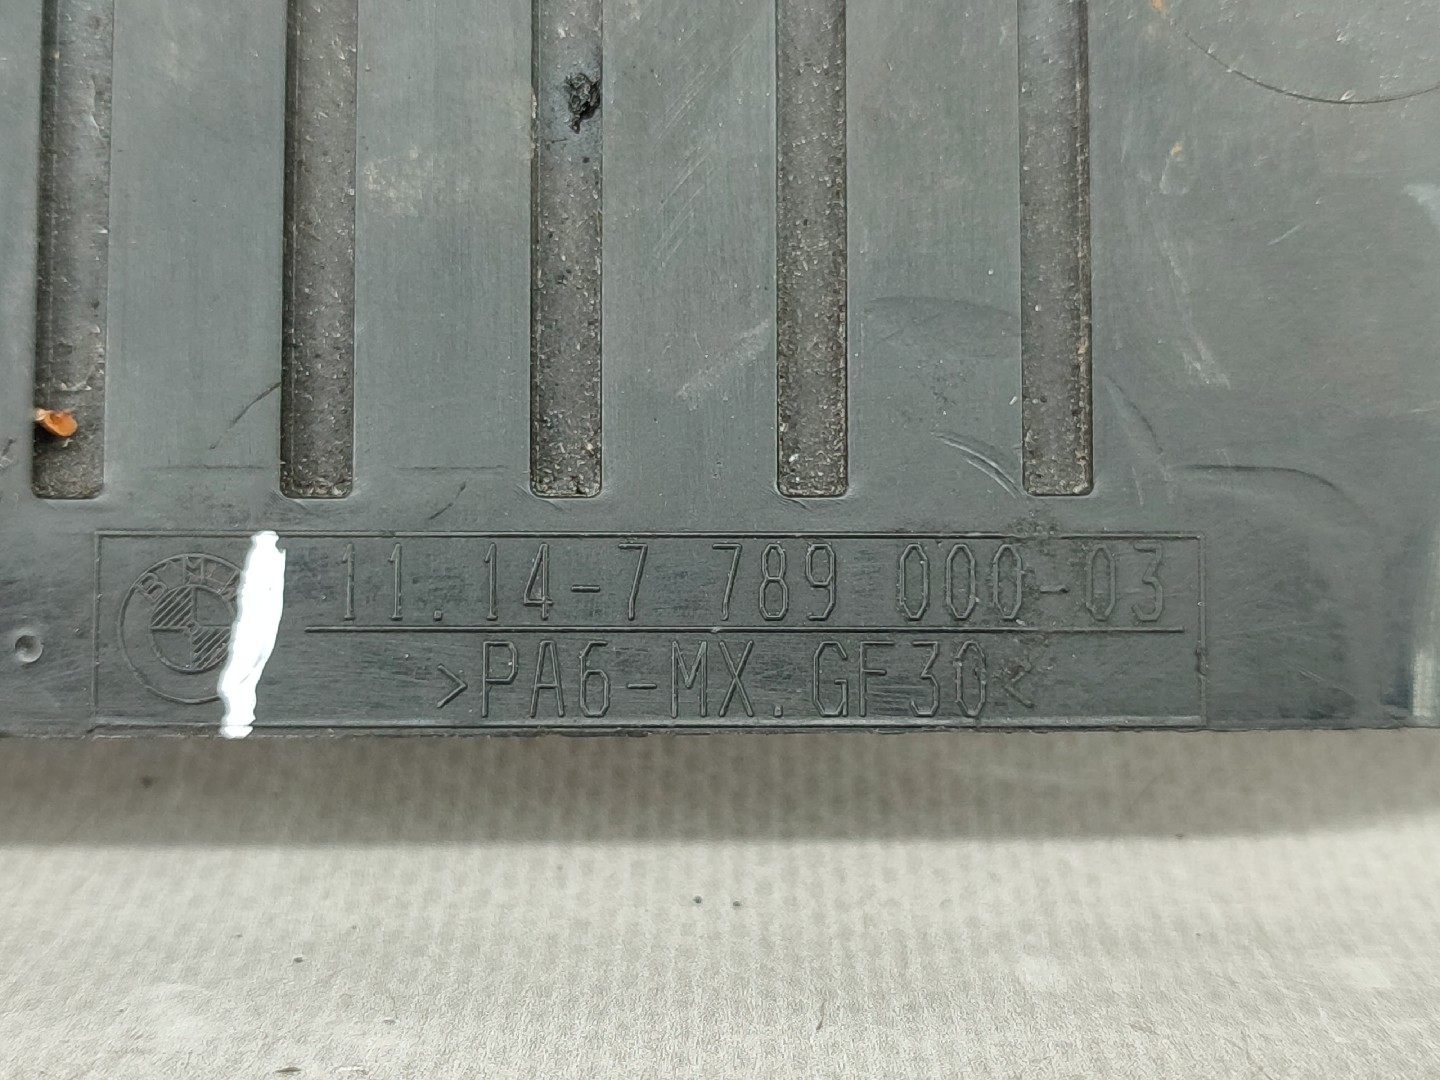 BMW
11.14-7 789 000-03
>PA6-MX.GF30<